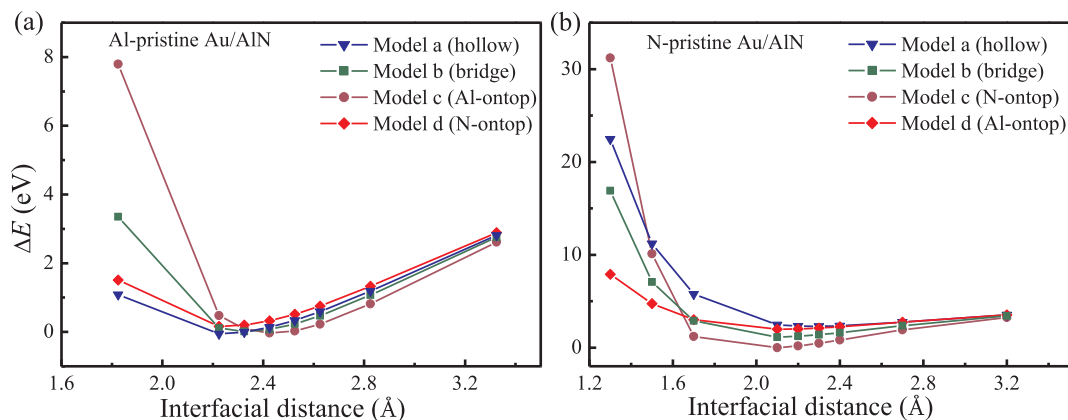 (a)
Al-pristine Au/AlN
Model a (hollow)
Model b (bridge)
Model c (Al-ontop)
Model d (N-ontop)
8
6
4
2
0
ΔE (eV)
1.6 2.0 2.4 2.8 3.2
Interfacial distance (Å)
(b)
N-pristine Au/AlN
Model a (hollow)
Model b (bridge)
Model c (N-ontop)
Model d (Al-ontop)
30
20
10
0
1.2 1.6 2.0 2.4 2.8 3.2
Interfacial distance (Å)